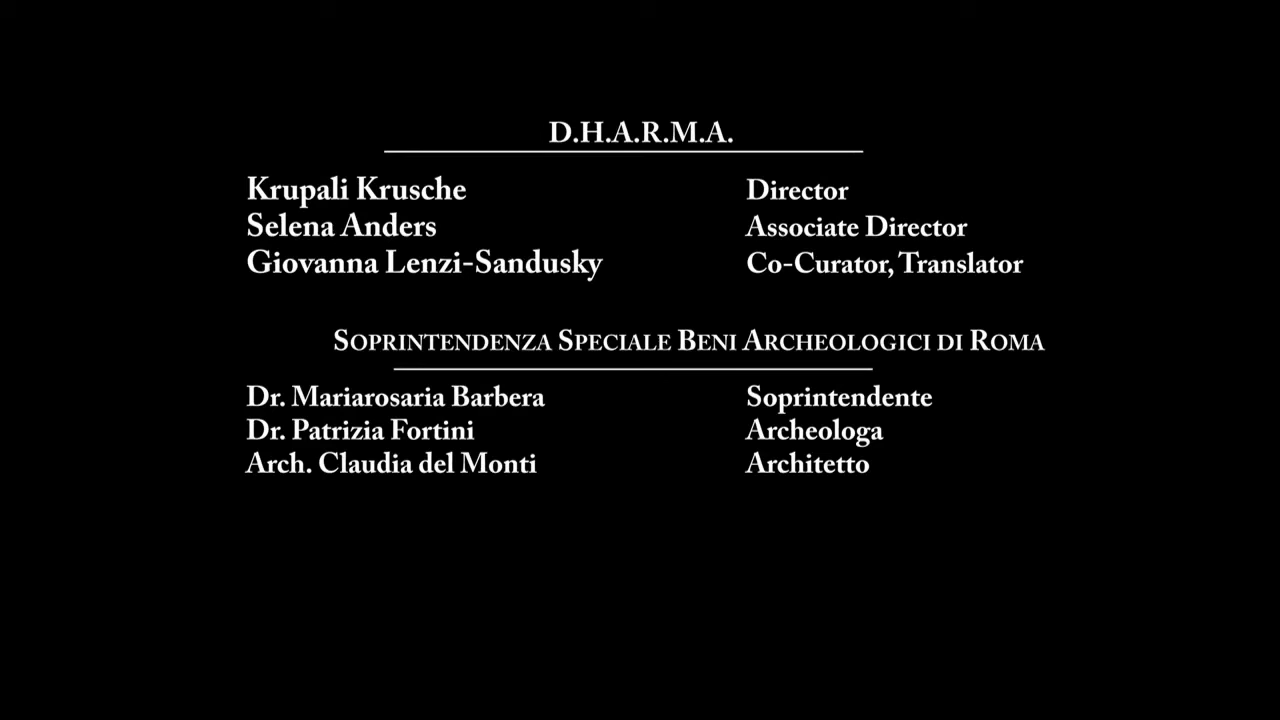 D.H.A.R.M.A.
Krupali Krusche Director
Selena Anders Associate Director
Giovanna Lenzi-Sandusky Co-Curator, Translator
Soprintendenza Speciale Beni Archeologici di Roma
Dr. Mariarosaria Barbera Soprintendente
Dr. Patrizia Fortini Archeologa
Arch. Claudia del Monti Architetto